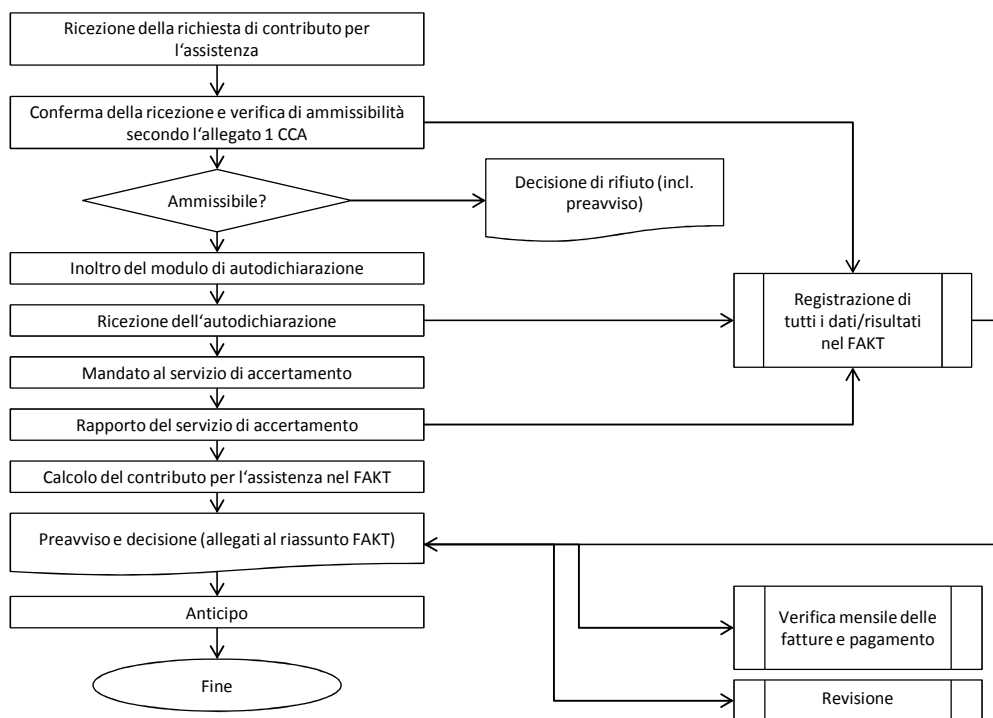 Ricezione della richiesta di contributo per
l'assistenza
Conferma della ricezione e verifica di ammissibilità
secondo l'allegato 1 CCA
Ammissibile?
Decisione di rifiuto (incl.
preavviso)
Inoltro del modulo di autodichiarazione
Ricezione dell'autodichiarazione
Registrazione di
tutti i dati/risultati
nel FAKT
Mandato al servizio di accertamento
Rapporto del servizio di accertamento
Calcolo del contributo per l'assistenza nel FAKT
Preavviso e decisione (allegati al riassunto FAKT)
Anticipo
Verifica mensile delle
fatture e pagamento
Fine
Revisione